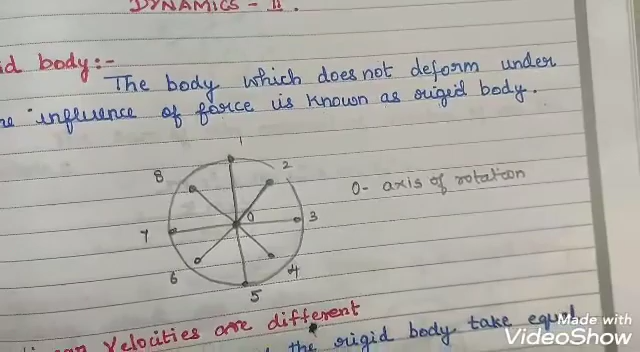 DYNAMICS - II.
id body:-
The body which does not deform under
influence of force is known as rigid body.
1
2
8
O- axis of rotation
O
3
7
6
4
5
Velocities are different
the rigid body take equal
Made with
VideoShow